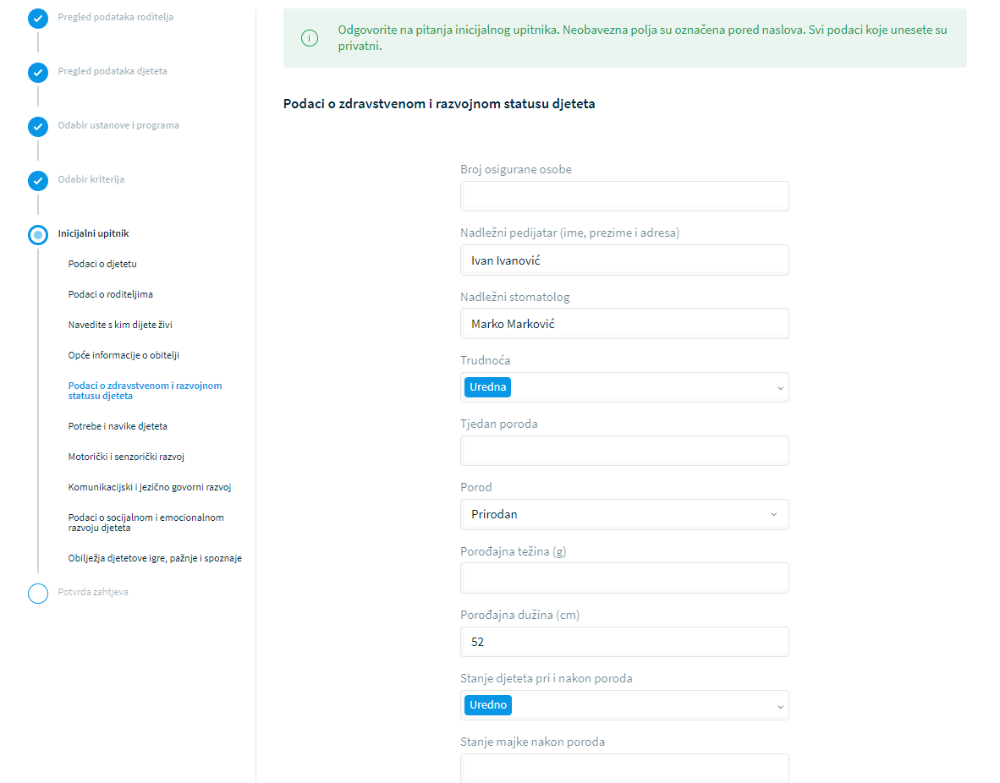 Pregled podataka roditelja
Pregled podataka djeteta
Odabir ustanove i programa
Odabir kriterija
Inicijalni upitnik
Podaci o djetetu
Podaci o roditeljima
Navedite s kim dijete živi
Opće informacije o obitelji
Podaci o zdravstvenom i razvojnom
statusu djeteta
Potrebe i navike djeteta
Motorički i senzorički razvoj
Komunikacijski i jezično govorni razvoj
Podaci o socijalnom i emocionalnom
razvoju djeteta
Obilježja djetetove igre, pažnje i spoznaje
Potvrda zahtjeva
Odgovorite na pitanja inicijalnog upitnika. Neobavezna polja su označena pored naslova. Svi podaci koje unesete su
privatni.
Podaci o zdravstvenom i razvojnom statusu djeteta
Broj osigurane osobe
Nadležni pedijatar (ime, prezime i adresa)
Ivan Ivanović
Nadležni stomatolog
Marko Marković
Trudnoća
Uredna
Tjedan poroda
Porod
Prirodan
Porođajna težina (g)
Porođajna dužina (cm)
52
Stanje djeteta pri i nakon poroda
Uredno
Stanje majke nakon poroda